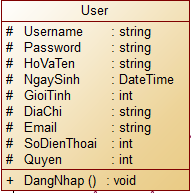 User
# Username : string
# Password : string
# HoVaTen : string
# NgaySinh : DateTime
# GioiTinh : int
# DiaChi : string
# Email : string
# SoDienThoai : int
# Quyen : int
+ DangNhap () : void